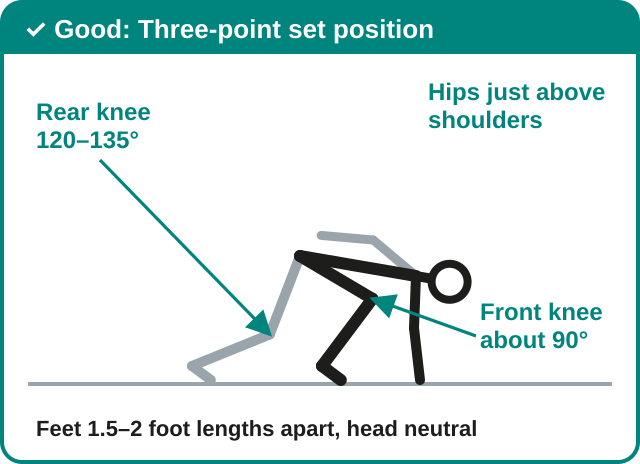 ✓ Good: Three-point set position
Hips just above
shoulders
Rear knee
120–135°
Front knee
about 90°
Feet 1.5–2 foot lengths apart, head neutral